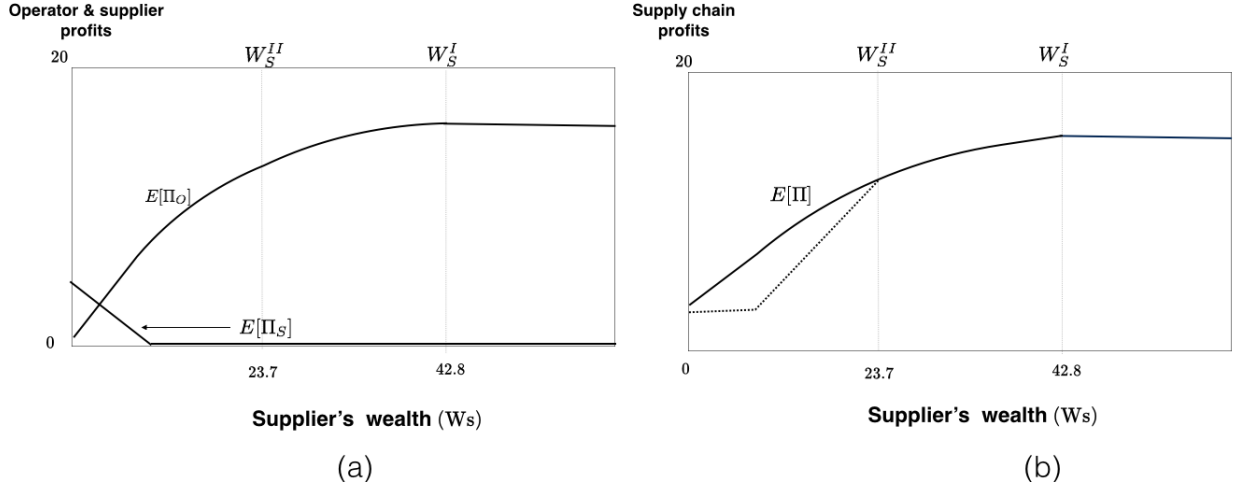 Operator & supplier
profits
20
W_S^{II}
W_S^I
E[Π_O]
E[Π_S]
0
23.7
42.8
Supplier's wealth (Ws)
(a)
Supply chain
profits
20
W_S^{II}
W_S^I
E[Π]
0
23.7
42.8
Supplier's wealth (Ws)
(b)